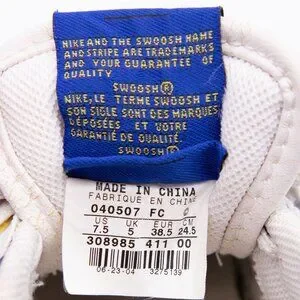 NIKE AND THE SWOOSH NAME
AND STRIPE ARE TRADEMARKS
AND YOUR GUARANTEE OF
QUALITY
SWOOSH®
NIKE, LE TERME SWOOSH ET
SON SIGLE SONT DES MARQUES
DÉPOSÉES ET VOTRE
GARANTIE DE QUALITÉ.
SWOOSH®
MADE IN CHINA
FABRIQUE EN CHINE
040507 FC
US UK EUR CM
7.5 5 38.5 24.5
308985 411 00
06-23-04 3275139